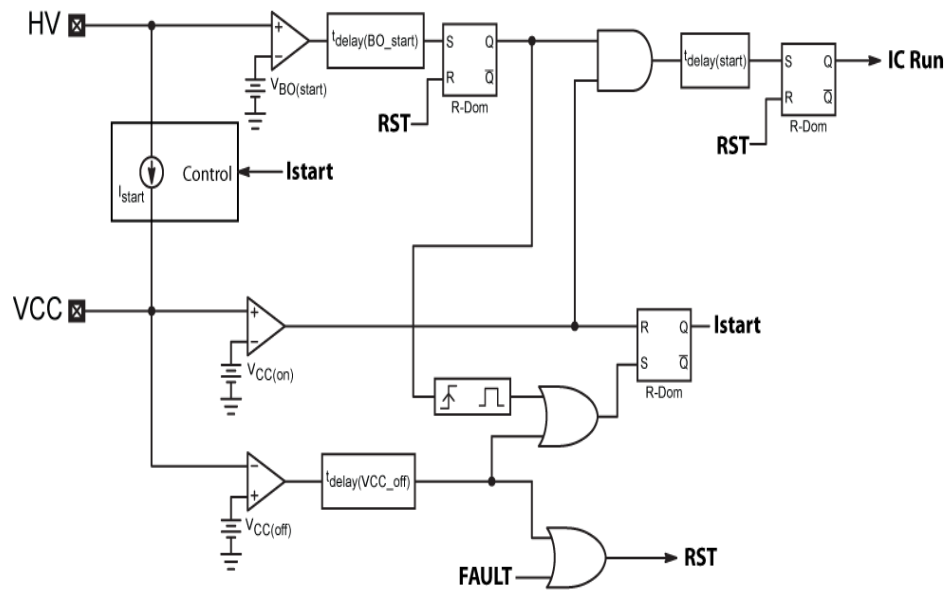 HV
+
−
VBO(start)
tdelay(BO_start)
S Q
R Q̅
R-Dom
RST
tdelay(start)
S Q
R Q̅
R-Dom
RST
IC Run
Istart
Control
Istart
VCC
+
−
VCC(on)
R Q
S Q̅
R-Dom
Istart
−
+
VCC(off)
tdelay(VCC_off)
FAULT
RST